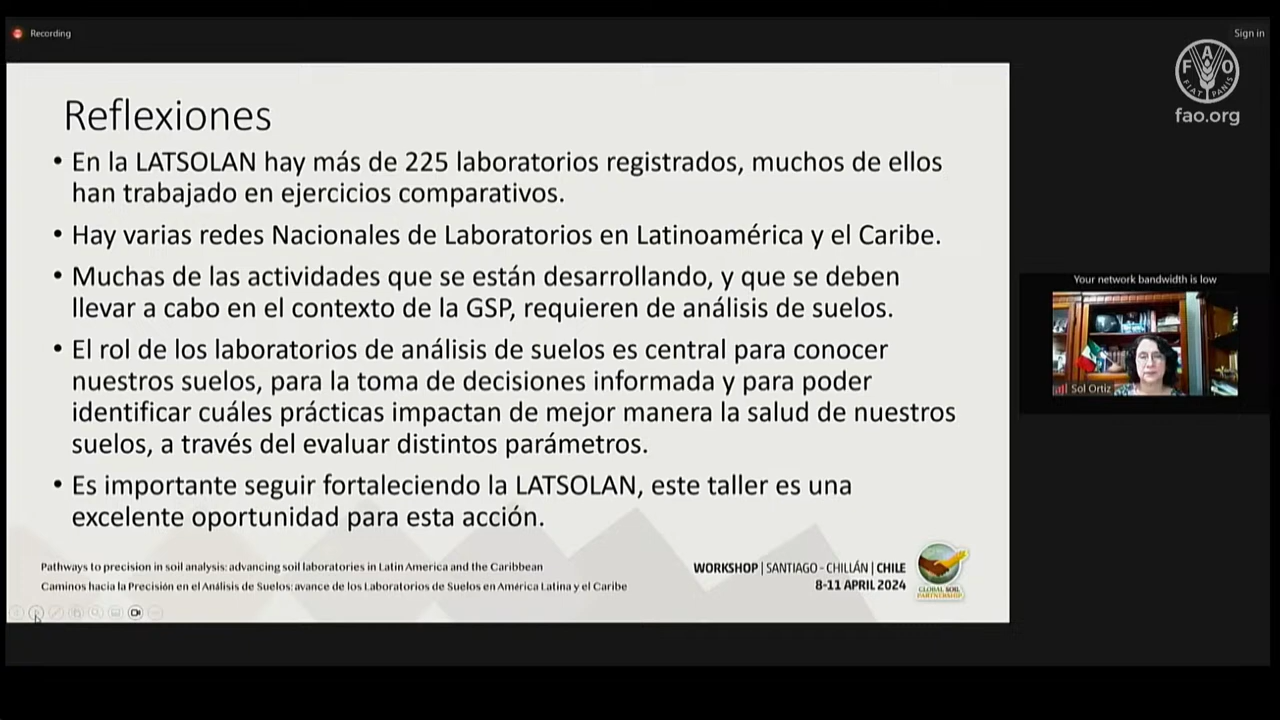 Recording
Sign in
FAO
FIAT PANIS
fao.org
Reflexiones
• En la LATSOLAN hay más de 225 laboratorios registrados, muchos de ellos
han trabajado en ejercicios comparativos.
• Hay varias redes Nacionales de Laboratorios en Latinoamérica y el Caribe.
• Muchas de las actividades que se están desarrollando, y que se deben
llevar a cabo en el contexto de la GSP, requieren de análisis de suelos.
• El rol de los laboratorios de análisis de suelos es central para conocer
nuestros suelos, para la toma de decisiones informada y para poder
identificar cuáles prácticas impactan de mejor manera la salud de nuestros
suelos, a través del evaluar distintos parámetros.
• Es importante seguir fortaleciendo la LATSOLAN, este taller es una
excelente oportunidad para esta acción.
Your network bandwidth is low
Sol Ortiz
Pathways to precision in soil analysis: advancing soil laboratories in Latin America and the Caribbean
Caminos hacia la Precisión en el Análisis de Suelos: avance de los Laboratorios de Suelos en América Latina y el Caribe
WORKSHOP | SANTIAGO - CHILLÁN | CHILE
8-11 APRIL 2024
GLOBAL SOIL
PARTNERSHIP